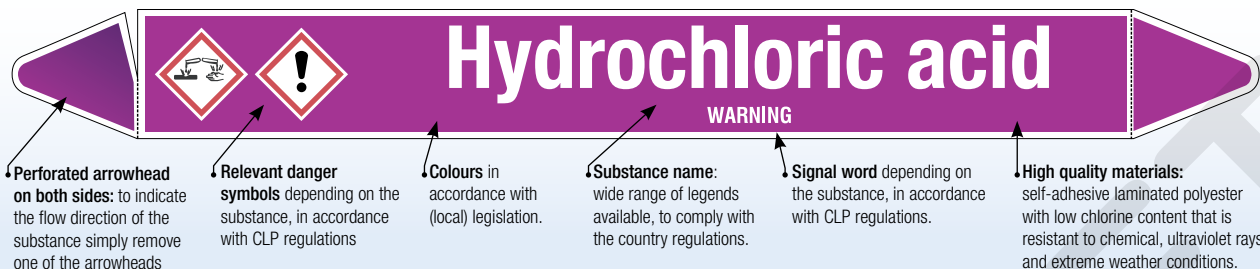 Hydrochloric acid
WARNING
Perforated arrowhead
on both sides: to indicate
the flow direction of the
substance simply remove
one of the arrowheads
Relevant danger
symbols depending on the
substance, in accordance
with CLP regulations
Colours in
accordance with
(local) legislation.
Substance name:
wide range of legends
available, to comply with
the country regulations.
Signal word depending on
the substance, in accordance
with CLP regulations.
High quality materials:
self-adhesive laminated polyester
with low chlorine content that is
resistant to chemical, ultraviolet rays
and extreme weather conditions.